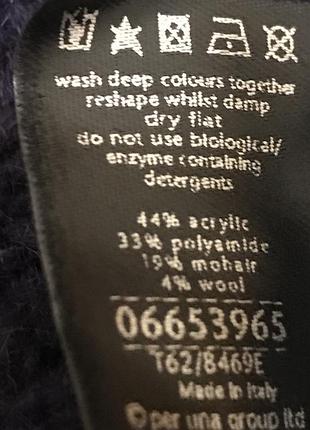 wash deep colours together
reshape whilst damp
dry flat
do not use biological/
enzyme containing
detergents
44% acrylic
33% polyamide
19% mohair
4% wool
06653965
T62/8469E
Made in Italy
© per una group ltd